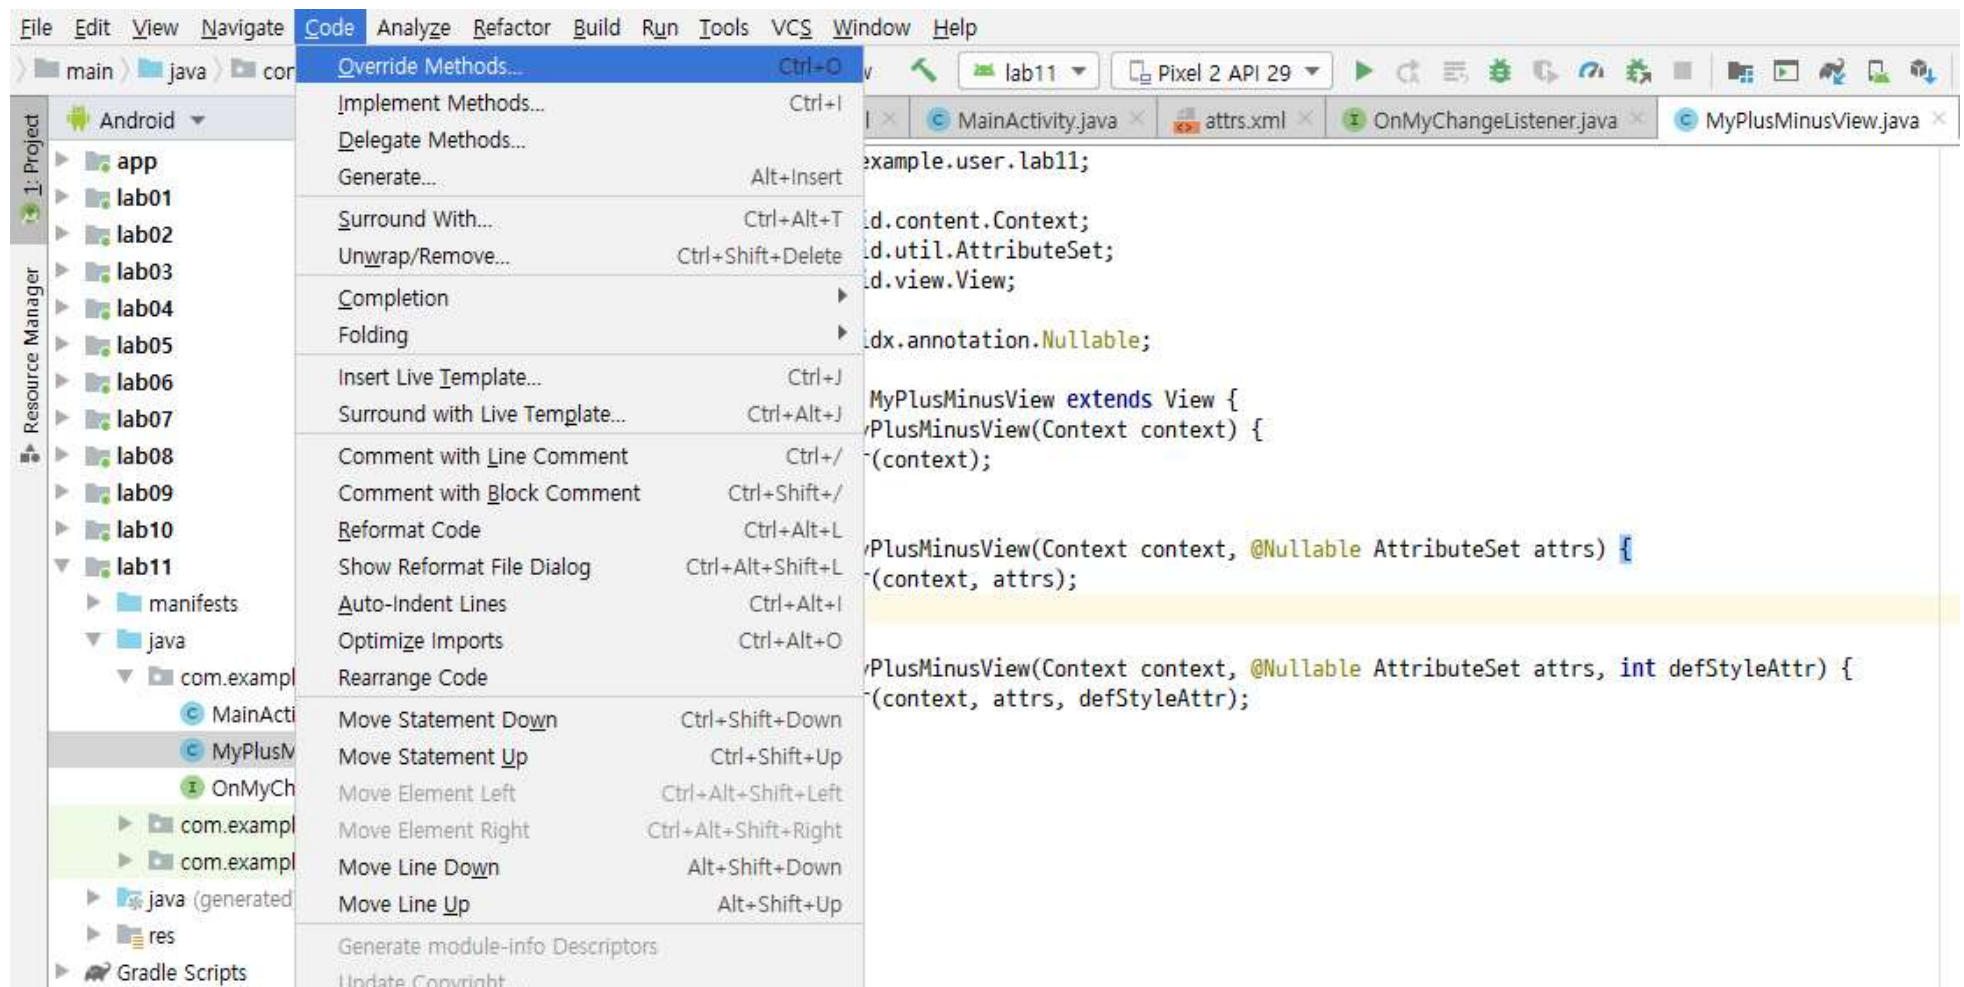 File Edit View Navigate Code Analyze Refactor Build Run Tools VCS Window Help
main java cor lab11 Pixel 2 API 29
MainActivity.java attrs.xml OnMyChangeListener.java MyPlusMinusView.java
1: Project
Resource Manager
Android
app
lab01
lab02
lab03
lab04
lab05
lab06
lab07
lab08
lab09
lab10
lab11
manifests
java
com.exampl
MainActi
MyPlusM
OnMyCh
com.exampl
com.exampl
java (generated
res
Gradle Scripts
Override Methods... Ctrl+O
Implement Methods... Ctrl+I
Delegate Methods...
Generate... Alt+Insert
Surround With... Ctrl+Alt+T
Unwrap/Remove... Ctrl+Shift+Delete
Completion
Folding
Insert Live Template... Ctrl+J
Surround with Live Template... Ctrl+Alt+J
Comment with Line Comment Ctrl+/
Comment with Block Comment Ctrl+Shift+/
Reformat Code Ctrl+Alt+L
Show Reformat File Dialog Ctrl+Alt+Shift+L
Auto-Indent Lines Ctrl+Alt+I
Optimize Imports Ctrl+Alt+O
Rearrange Code
Move Statement Down Ctrl+Shift+Down
Move Statement Up Ctrl+Shift+Up
Move Element Left Ctrl+Alt+Shift+Left
Move Element Right Ctrl+Alt+Shift+Right
Move Line Down Alt+Shift+Down
Move Line Up Alt+Shift+Up
Generate module-info Descriptors
Update Copyright...
example.user.lab11;
id.content.Context;
id.util.AttributeSet;
id.view.View;
idx.annotation.Nullable;
MyPlusMinusView extends View {
yPlusMinusView(Context context) {
r(context);
yPlusMinusView(Context context, @Nullable AttributeSet attrs) {
r(context, attrs);
yPlusMinusView(Context context, @Nullable AttributeSet attrs, int defStyleAttr) {
r(context, attrs, defStyleAttr);